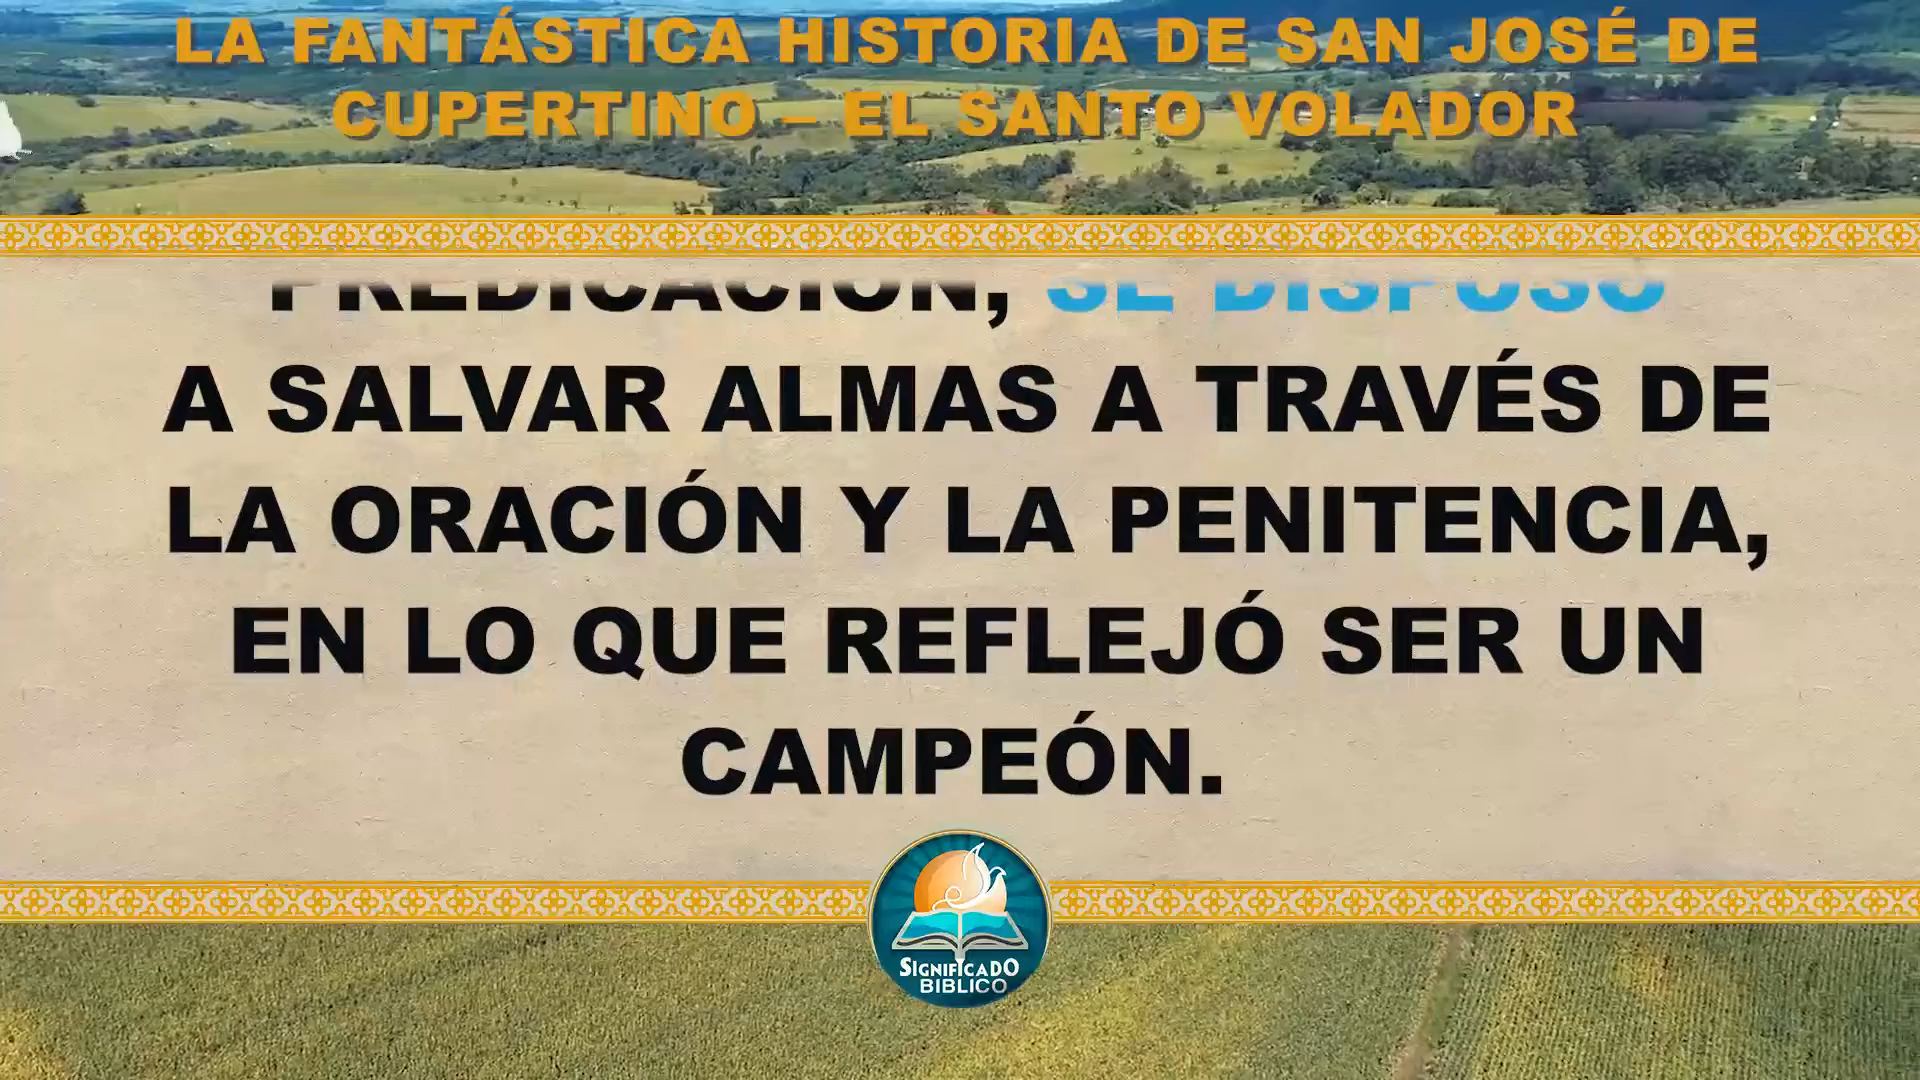 LA FANTÁSTICA HISTORIA DE SAN JOSÉ DE
CUPERTINO – EL SANTO VOLADOR
PREDICACIÓN, SE DISPUSO
A SALVAR ALMAS A TRAVÉS DE
LA ORACIÓN Y LA PENITENCIA,
EN LO QUE REFLEJÓ SER UN
CAMPEÓN.
SIGNIFICADO
BIBLICO